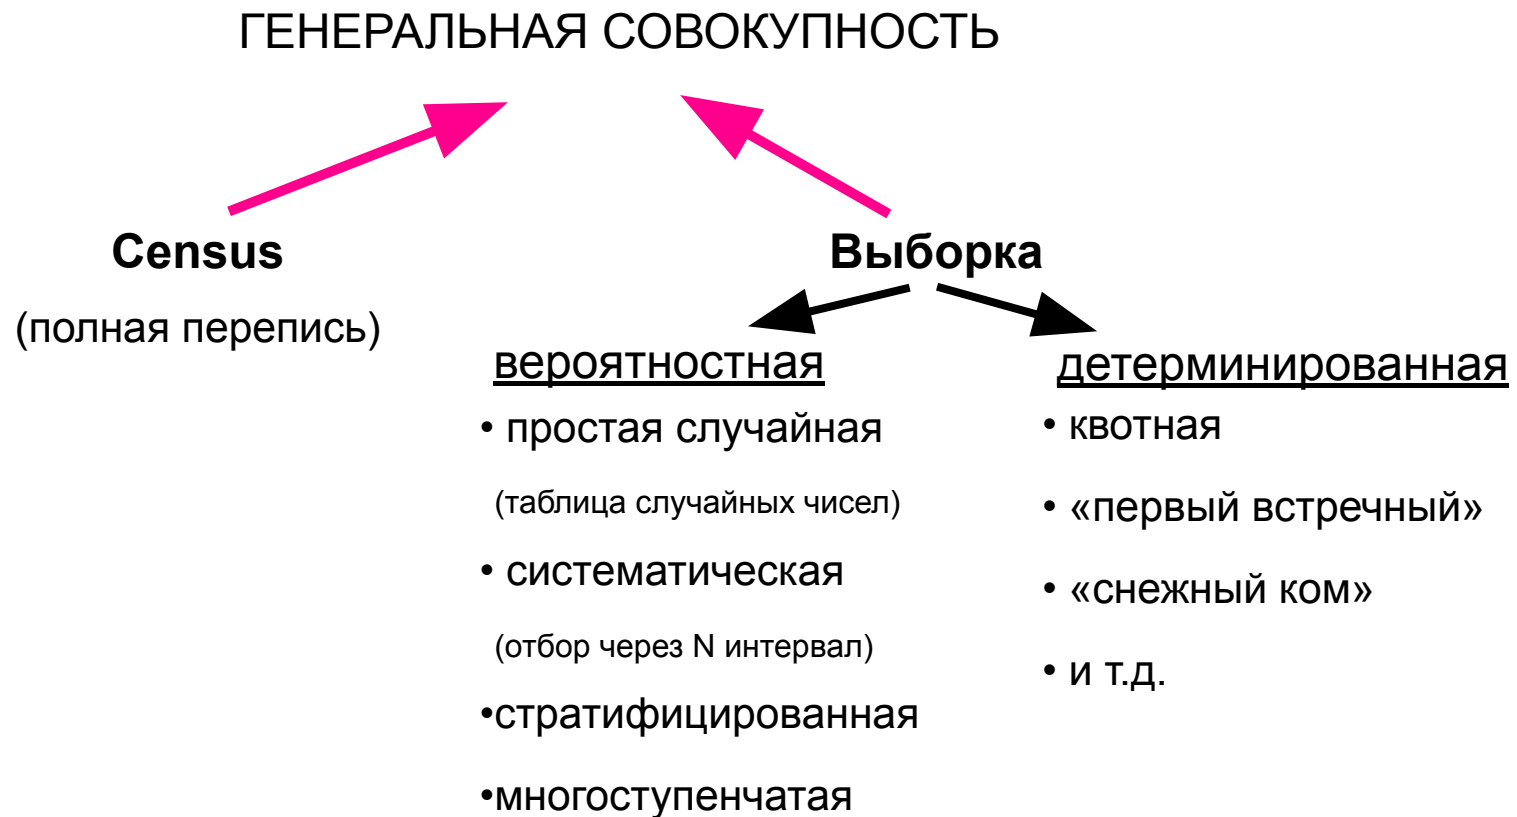 ГЕНЕРАЛЬНАЯ СОВОКУПНОСТЬ
Census
(полная перепись)
Выборка
вероятностная
• простая случайная
(таблица случайных чисел)
• систематическая
(отбор через N интервал)
•стратифицированная
•многоступенчатая
детерминированная
• квотная
• «первый встречный»
• «снежный ком»
• и т.д.